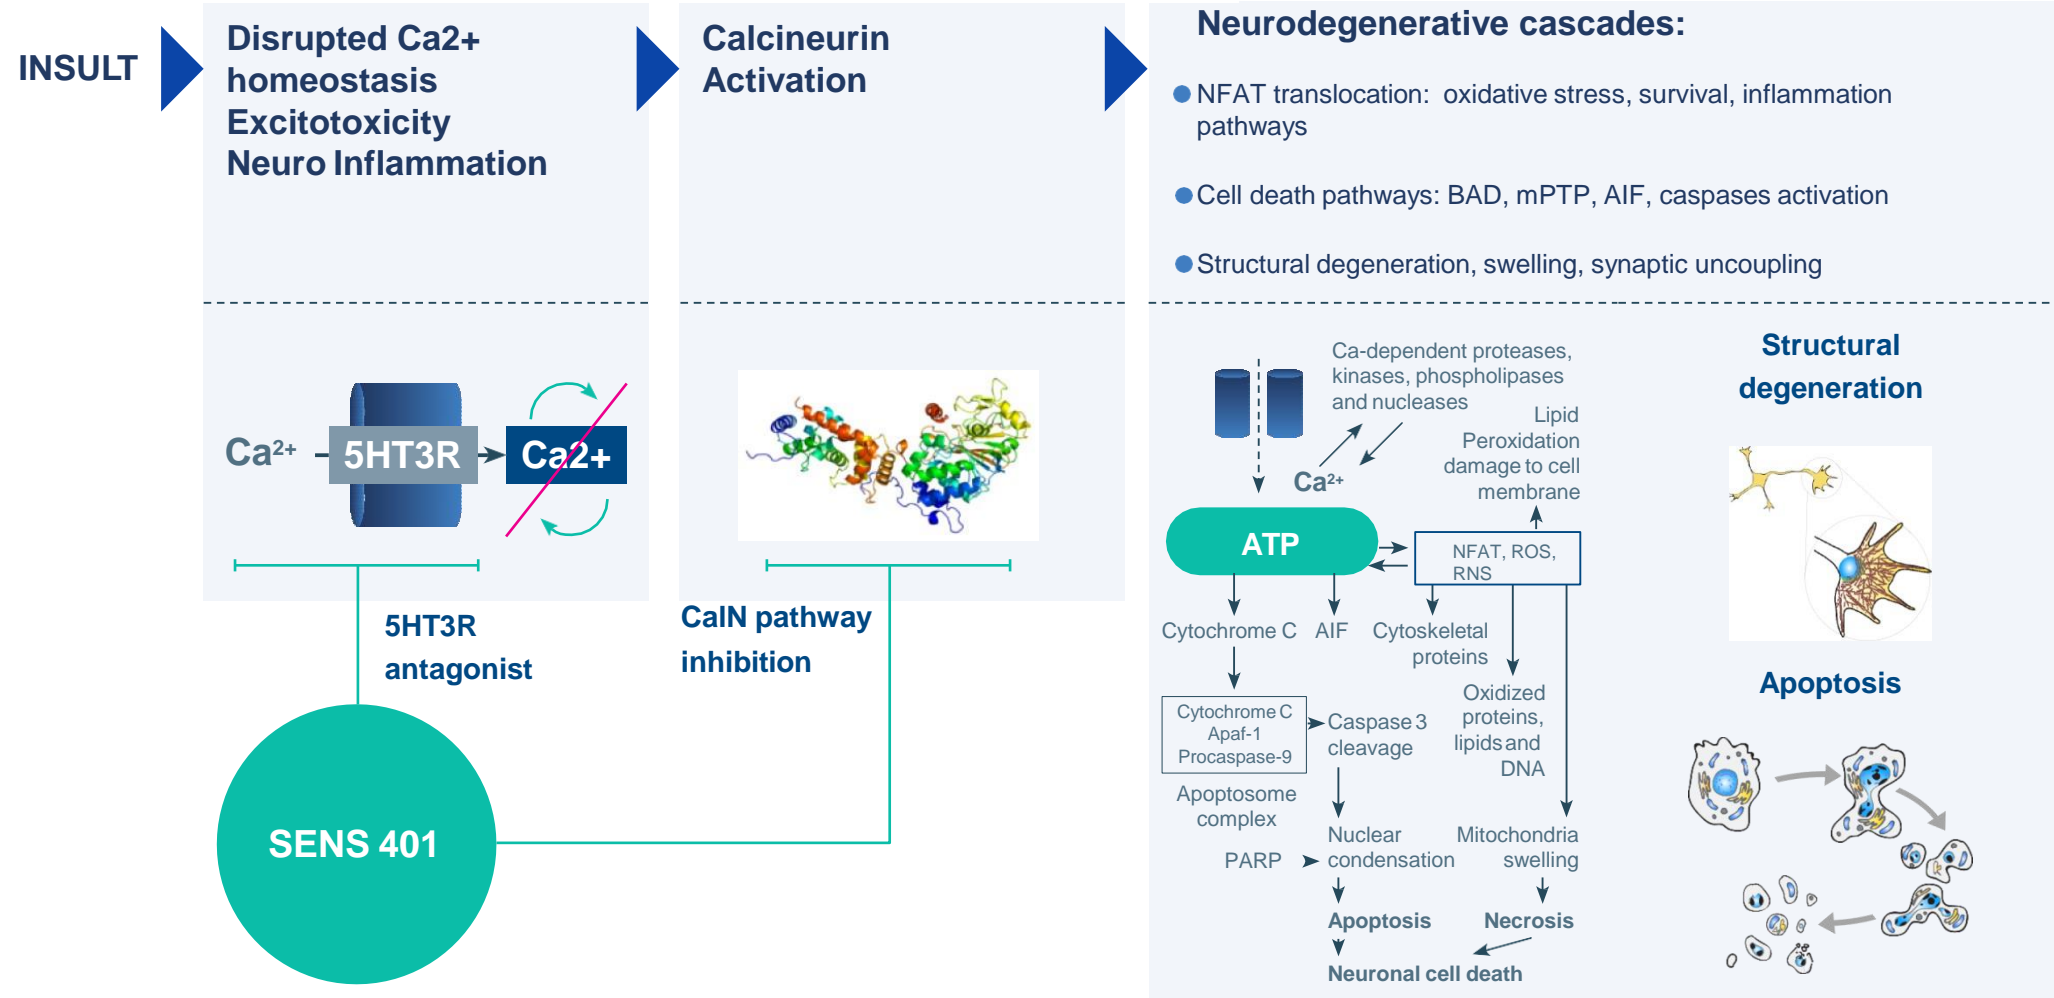 INSULT
Disrupted Ca2+
homeostasis
Excitotoxicity
Neuro Inflammation
Calcineurin
Activation
Neurodegenerative cascades:
NFAT translocation: oxidative stress, survival, inflammation
pathways
Cell death pathways: BAD, mPTP, AIF, caspases activation
Structural degeneration, swelling, synaptic uncoupling
Ca²⁺
5HT3R
Ca2+
5HT3R
antagonist
CalN pathway
inhibition
SENS 401
Ca-dependent proteases,
kinases, phospholipases
and nucleases
Lipid
Peroxidation
damage to cell
membrane
Ca²⁺
ATP
NFAT, ROS,
RNS
Cytochrome C
AIF
Cytoskeletal
proteins
Oxidized
proteins,
lipids and
DNA
Cytochrome C
Apaf-1
Procaspase-9
Caspase 3
cleavage
Apoptosome
complex
PARP
Nuclear
condensation
Mitochondria
swelling
Apoptosis
Necrosis
Neuronal cell death
Structural
degeneration
Apoptosis